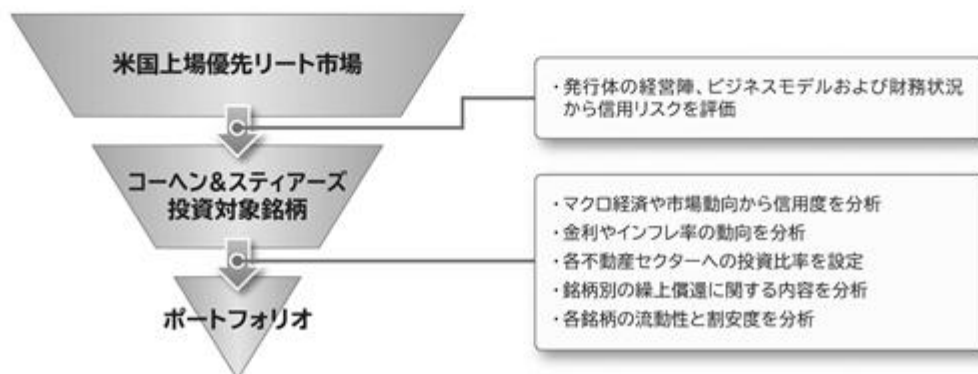 米国上場優先リート市場
・発行体の経営陣、ビジネスモデルおよび財務状況
から信用リスクを評価
コーヘン&スティアーズ
投資対象銘柄
・マクロ経済や市場動向から信用度を分析
・金利やインフレ率の動向を分析
・各不動産セクターへの投資比率を設定
・銘柄別の繰上償還に関する内容を分析
・各銘柄の流動性と割安度を分析
ポートフォリオ